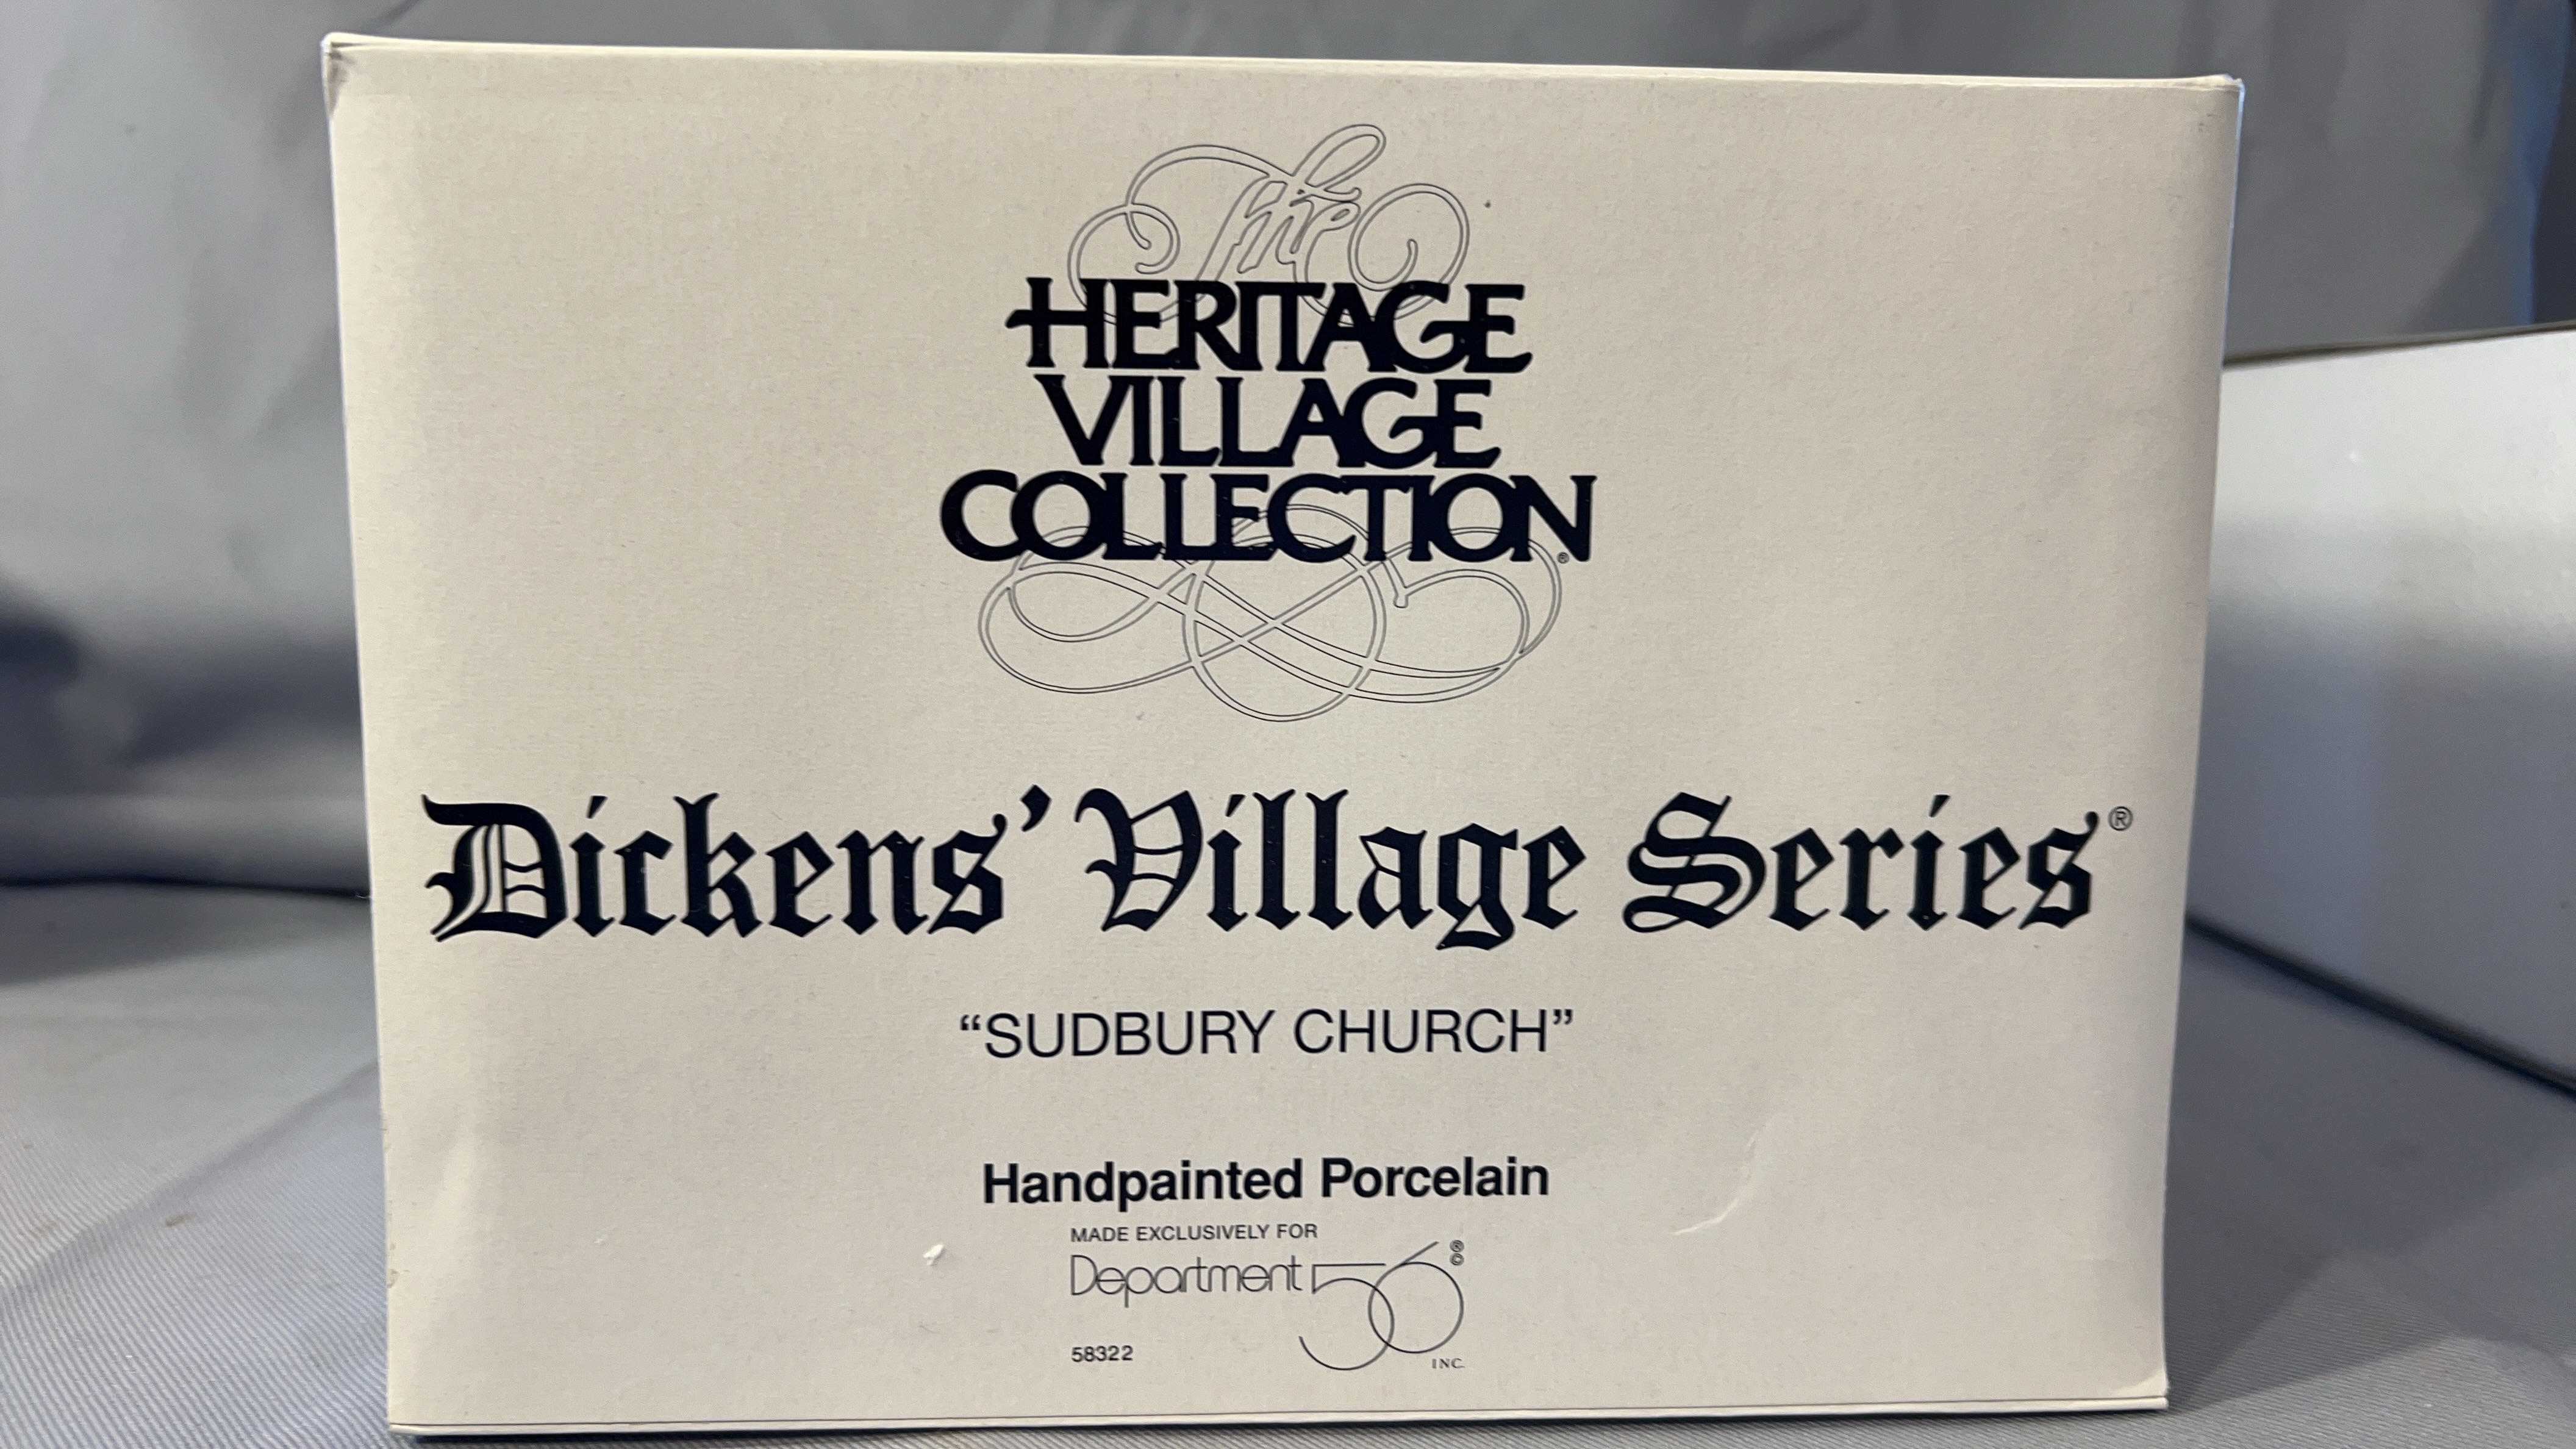 The
HERITAGE
VILLAGE
COLLECTION®
Dickens' Village Series®
“SUDBURY CHURCH”
Handpainted Porcelain
MADE EXCLUSIVELY FOR
Department 56®©
58322
INC.